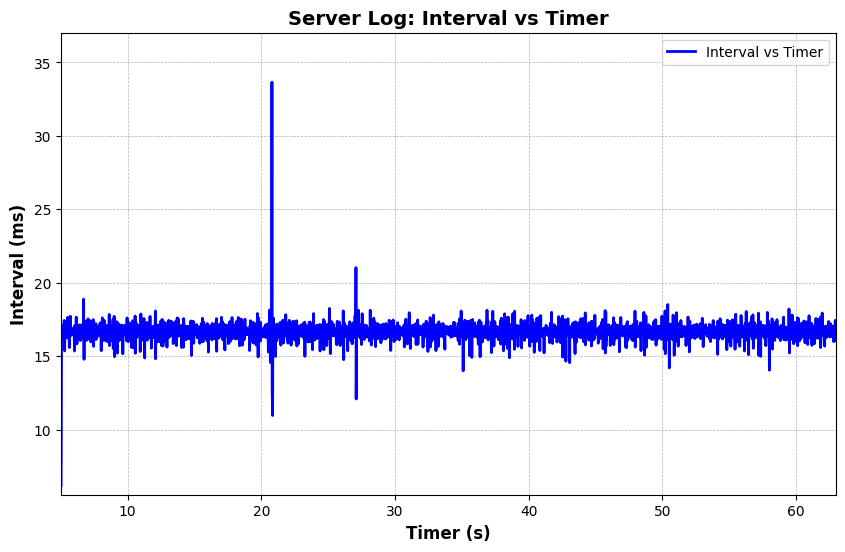 Server Log: Interval vs Timer
Interval vs Timer
35
30
25
20
15
10
Interval (ms)
10 20 30 40 50 60
Timer (s)